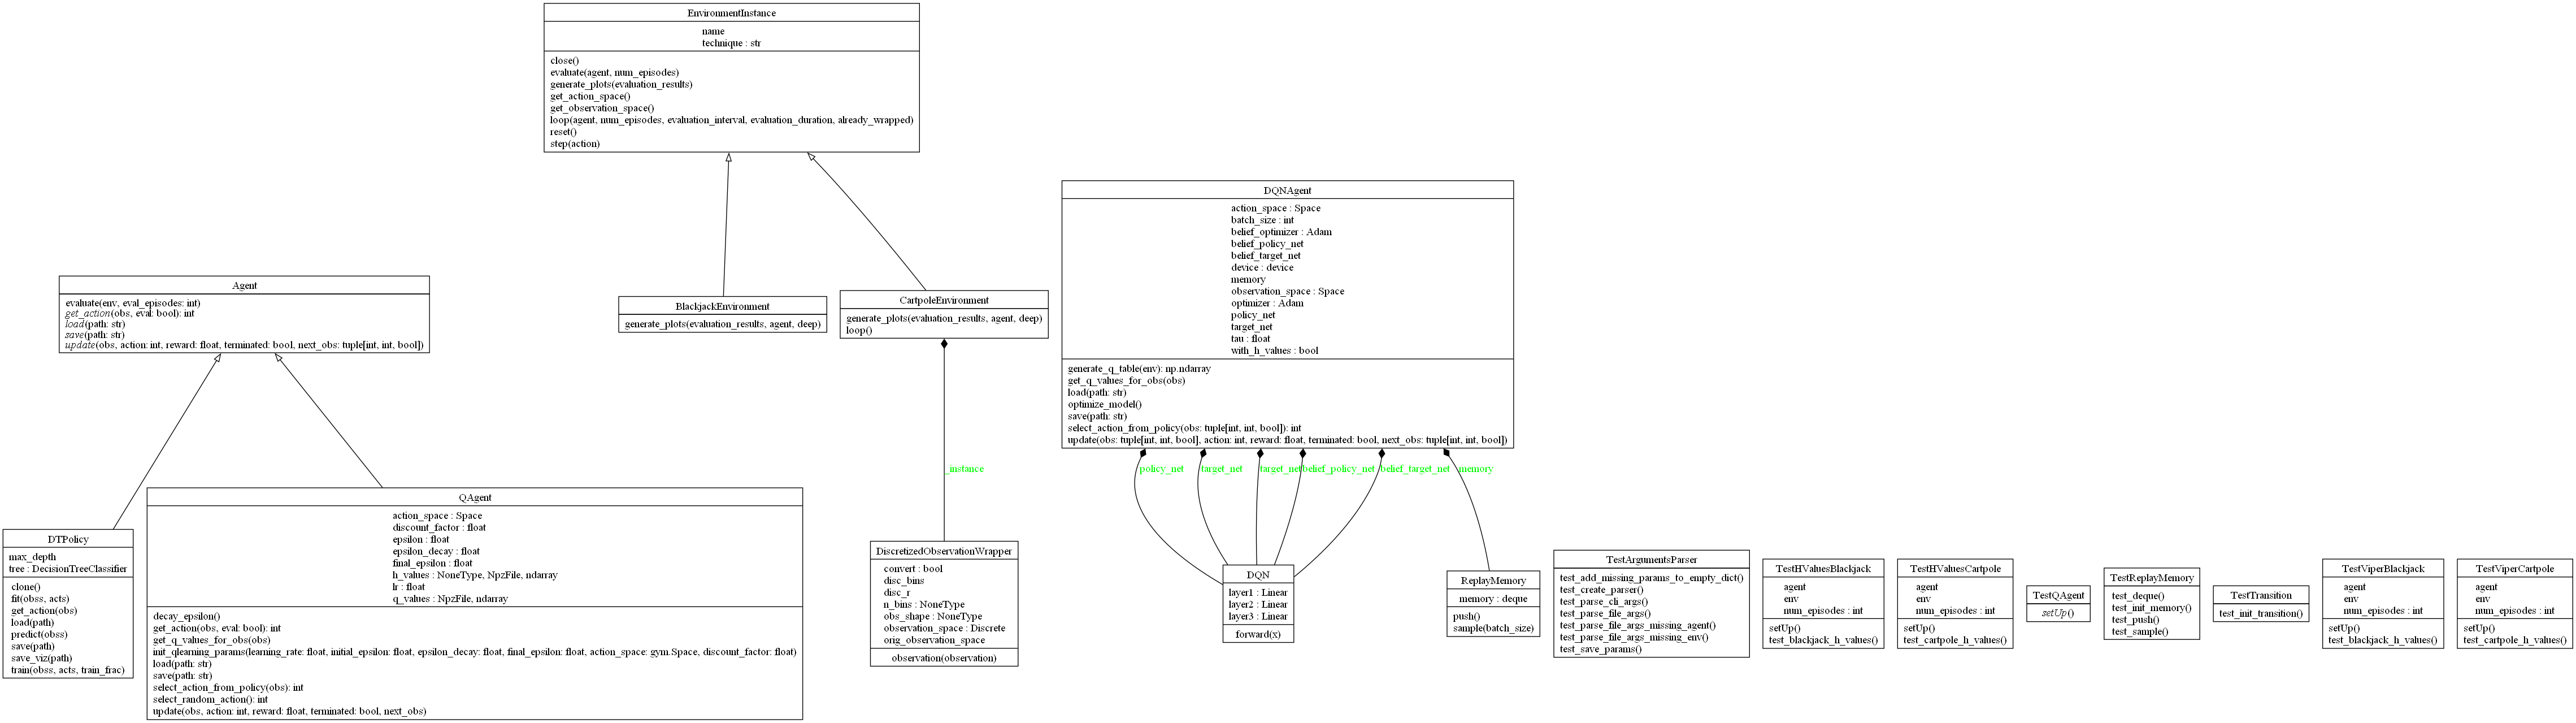 EnvironmentInstance
name
technique : str
close()
evaluate(agent, num_episodes)
generate_plots(evaluation_results)
get_action_space()
get_observation_space()
loop(agent, num_episodes, evaluation_interval, evaluation_duration, already_wrapped)
reset()
step(action)
DQNAgent
action_space : Space
batch_size : int
belief_optimizer : Adam
belief_policy_net
belief_target_net
device : device
memory
observation_space : Space
optimizer : Adam
policy_net
target_net
tau : float
with_h_values : bool
generate_q_table(env): np.ndarray
get_q_values_for_obs(obs)
load(path: str)
optimize_model()
save(path: str)
select_action_from_policy(obs: tuple[int, int, bool]): int
update(obs: tuple[int, int, bool], action: int, reward: float, terminated: bool, next_obs: tuple[int, int, bool])
Agent
evaluate(env, eval_episodes: int)
get_action(obs, eval: bool): int
load(path: str)
save(path: str)
update(obs, action: int, reward: float, terminated: bool, next_obs: tuple[int, int, bool])
BlackjackEnvironment
generate_plots(evaluation_results, agent, deep)
CartpoleEnvironment
generate_plots(evaluation_results, agent, deep)
loop()
_instance
policy_net
target_net
target_net
belief_policy_net
belief_target_net
memory
DTPolicy
max_depth
tree : DecisionTreeClassifier
clone()
fit(obss, acts)
get_action(obs)
load(path)
predict(obss)
save(path)
save_viz(path)
train(obss, acts, train_frac)
QAgent
action_space : Space
discount_factor : float
epsilon : float
epsilon_decay : float
final_epsilon : float
h_values : NoneType, NpzFile, ndarray
lr : float
q_values : NpzFile, ndarray
decay_epsilon()
get_action(obs, eval: bool): int
get_q_values_for_obs(obs)
init_qlearning_params(learning_rate: float, initial_epsilon: float, epsilon_decay: float, final_epsilon: float, action_space: gym.Space, discount_factor: float)
load(path: str)
save(path: str)
select_action_from_policy(obs): int
select_random_action(): int
update(obs, action: int, reward: float, terminated: bool, next_obs)
DiscretizedObservationWrapper
convert : bool
disc_bins
disc_r
n_bins : NoneType
obs_shape : NoneType
observation_space : Discrete
orig_observation_space
observation(observation)
DQN
layer1 : Linear
layer2 : Linear
layer3 : Linear
forward(x)
ReplayMemory
memory : deque
push()
sample(batch_size)
TestArgumentsParser
test_add_missing_params_to_empty_dict()
test_create_parser()
test_parse_cli_args()
test_parse_file_args()
test_parse_file_args_missing_agent()
test_parse_file_args_missing_env()
test_save_params()
TestHValuesBlackjack
agent
env
num_episodes : int
setUp()
test_blackjack_h_values()
TestHValuesCartpole
agent
env
num_episodes : int
setUp()
test_cartpole_h_values()
TestQAgent
setUp()
TestReplayMemory
test_deque()
test_init_memory()
test_push()
test_sample()
TestTransition
test_init_transition()
TestViperBlackjack
agent
env
num_episodes : int
setUp()
test_blackjack_h_values()
TestViperCartpole
agent
env
num_episodes : int
setUp()
test_cartpole_h_values()